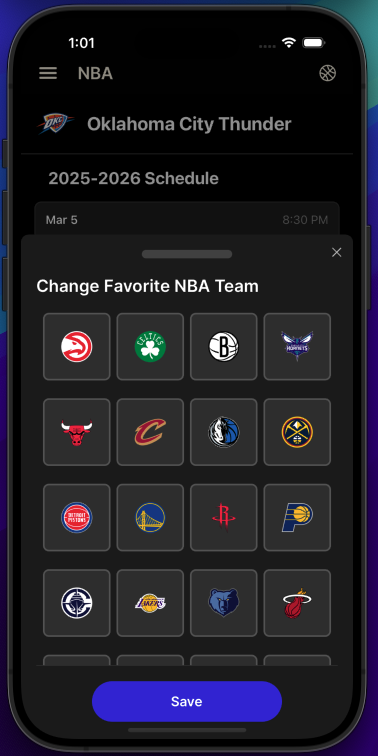 1:01
NBA
OKC
Oklahoma City Thunder
2025-2026 Schedule
Mar 5 8:30 PM
Change Favorite NBA Team
CELTICS
B
HORNETS
C
DETROIT
PISTONS
R
P
LAKERS
Save